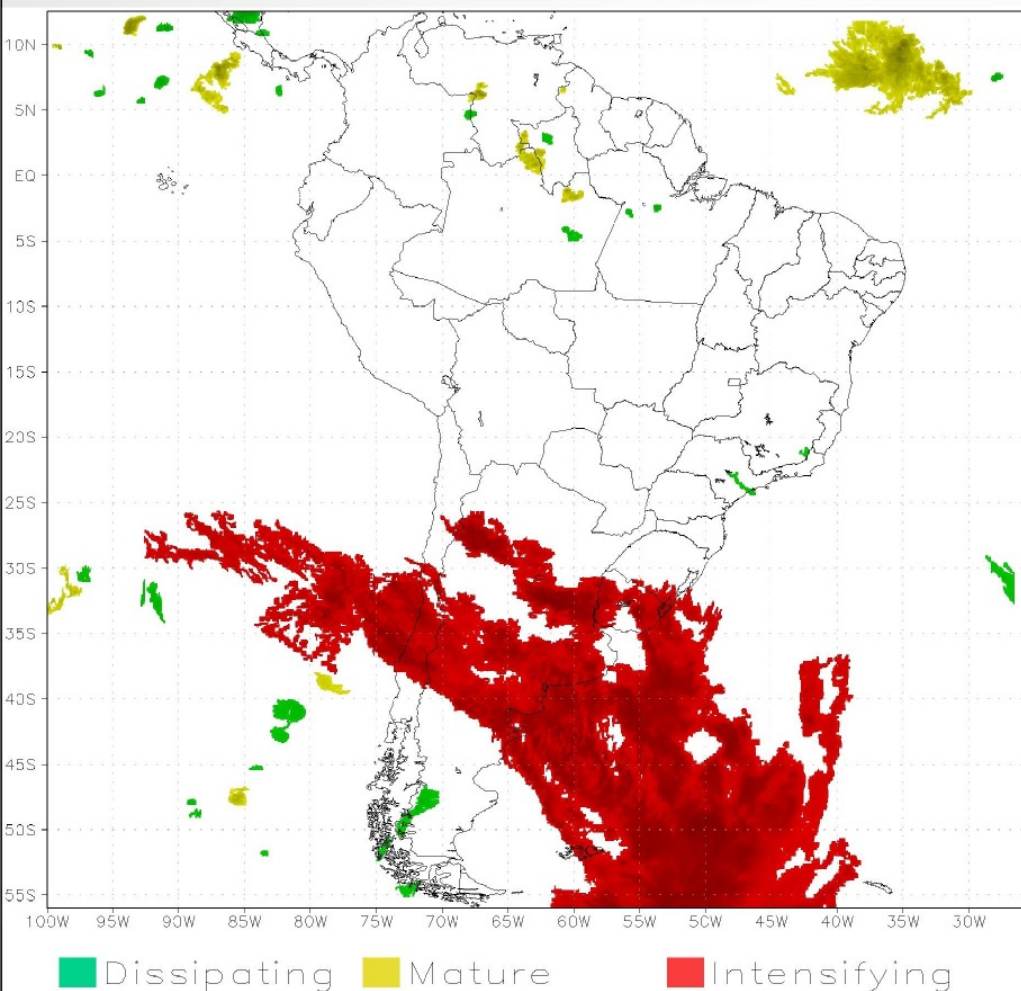 10N
5N
EQ
5S
10S
15S
20S
25S
30S
35S
40S
45S
50S
55S
100W 95W 90W 85W 80W 75W 70W 65W 60W 55W 50W 45W 40W 35W 30W
Dissipating Mature Intensifying